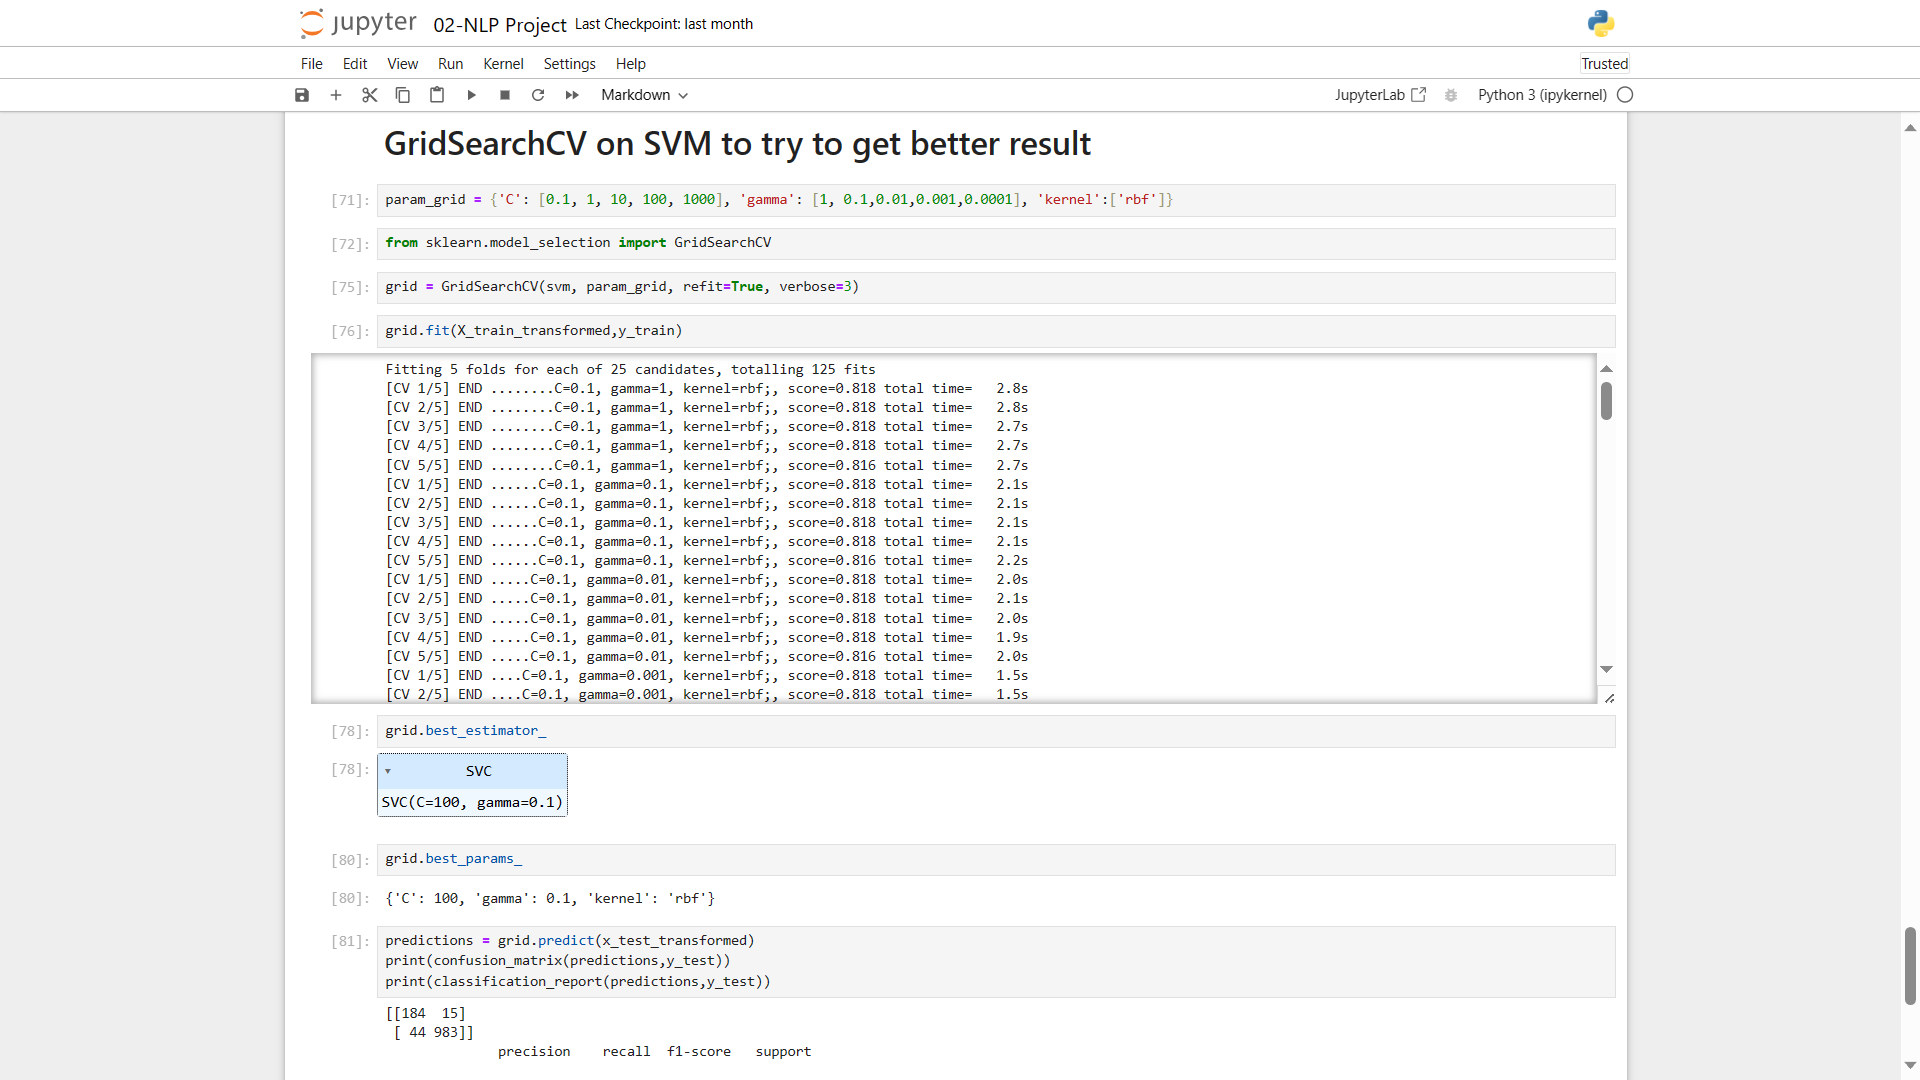 jupyter 02-NLP Project Last Checkpoint: last month
File Edit View Run Kernel Settings Help Trusted
Markdown JupyterLab Python 3 (ipykernel)
GridSearchCV on SVM to try to get better result
[71]: param_grid = {'C': [0.1, 1, 10, 100, 1000], 'gamma': [1, 0.1,0.01,0.001,0.0001], 'kernel':['rbf']}
[72]: from sklearn.model_selection import GridSearchCV
[75]: grid = GridSearchCV(svm, param_grid, refit=True, verbose=3)
[76]: grid.fit(X_train_transformed,y_train)
Fitting 5 folds for each of 25 candidates, totalling 125 fits
[CV 1/5] END ........C=0.1, gamma=1, kernel=rbf;, score=0.818 total time=   2.8s
[CV 2/5] END ........C=0.1, gamma=1, kernel=rbf;, score=0.818 total time=   2.8s
[CV 3/5] END ........C=0.1, gamma=1, kernel=rbf;, score=0.818 total time=   2.7s
[CV 4/5] END ........C=0.1, gamma=1, kernel=rbf;, score=0.818 total time=   2.7s
[CV 5/5] END ........C=0.1, gamma=1, kernel=rbf;, score=0.816 total time=   2.7s
[CV 1/5] END ......C=0.1, gamma=0.1, kernel=rbf;, score=0.818 total time=   2.1s
[CV 2/5] END ......C=0.1, gamma=0.1, kernel=rbf;, score=0.818 total time=   2.1s
[CV 3/5] END ......C=0.1, gamma=0.1, kernel=rbf;, score=0.818 total time=   2.1s
[CV 4/5] END ......C=0.1, gamma=0.1, kernel=rbf;, score=0.818 total time=   2.1s
[CV 5/5] END ......C=0.1, gamma=0.1, kernel=rbf;, score=0.816 total time=   2.2s
[CV 1/5] END .....C=0.1, gamma=0.01, kernel=rbf;, score=0.818 total time=   2.0s
[CV 2/5] END .....C=0.1, gamma=0.01, kernel=rbf;, score=0.818 total time=   2.1s
[CV 3/5] END .....C=0.1, gamma=0.01, kernel=rbf;, score=0.818 total time=   2.0s
[CV 4/5] END .....C=0.1, gamma=0.01, kernel=rbf;, score=0.818 total time=   1.9s
[CV 5/5] END .....C=0.1, gamma=0.01, kernel=rbf;, score=0.816 total time=   2.0s
[CV 1/5] END ....C=0.1, gamma=0.001, kernel=rbf;, score=0.818 total time=   1.5s
[CV 2/5] END ....C=0.1, gamma=0.001, kernel=rbf;, score=0.818 total time=   1.5s
[78]: grid.best_estimator_
[78]: SVC
SVC(C=100, gamma=0.1)
[80]: grid.best_params_
[80]: {'C': 100, 'gamma': 0.1, 'kernel': 'rbf'}
[81]: predictions = grid.predict(x_test_transformed)
print(confusion_matrix(predictions,y_test))
print(classification_report(predictions,y_test))
[[184  15]
 [ 44 983]]
precision    recall  f1-score   support